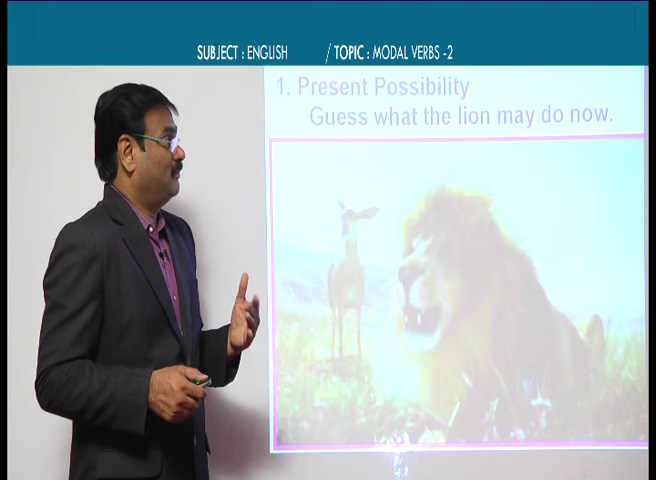 SUBJECT : ENGLISH / TOPIC : MODAL VERBS -2
1. Present Possibility
Guess what the lion may do now.